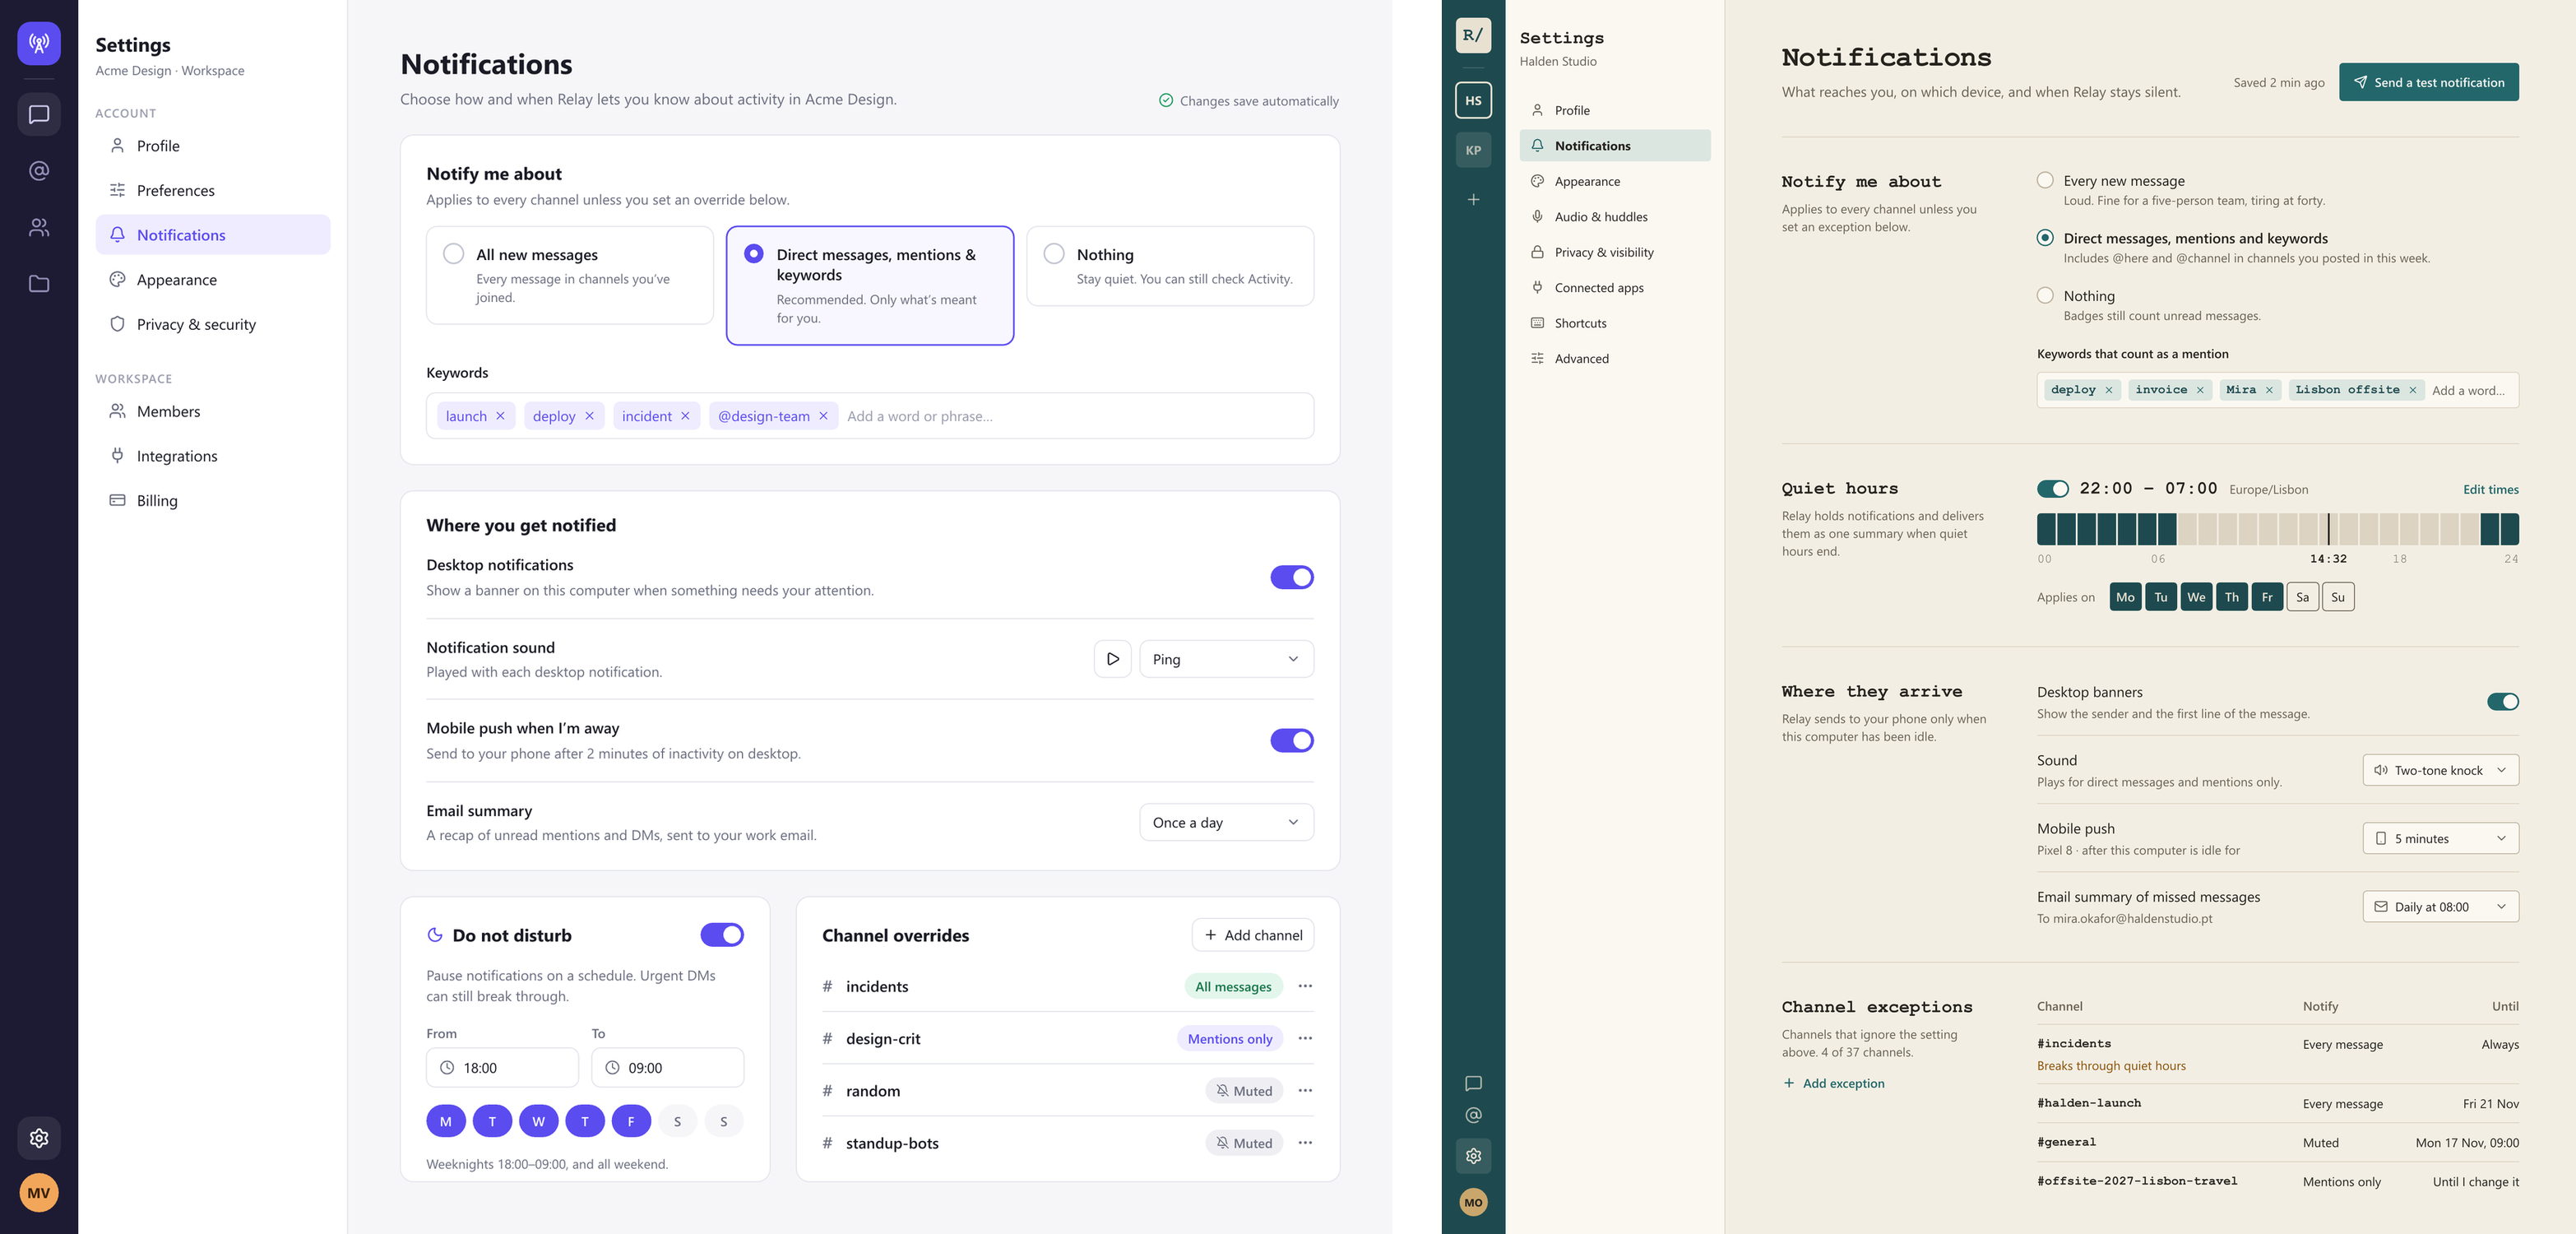 Settings
Acme Design · Workspace
ACCOUNT
Profile
Preferences
Notifications
Appearance
Privacy & security
WORKSPACE
Members
Integrations
Billing
MV
Notifications
Choose how and when Relay lets you know about activity in Acme Design.
Changes save automatically
Notify me about
Applies to every channel unless you set an override below.
All new messages
Every message in channels you’ve
joined.
Direct messages, mentions &
keywords
Recommended. Only what’s meant
for you.
Nothing
Stay quiet. You can still check Activity.
Keywords
launch
deploy
incident
@design-team
Add a word or phrase…
Where you get notified
Desktop notifications
Show a banner on this computer when something needs your attention.
Notification sound
Played with each desktop notification.
Ping
Mobile push when I’m away
Send to your phone after 2 minutes of inactivity on desktop.
Email summary
A recap of unread mentions and DMs, sent to your work email.
Once a day
Do not disturb
Pause notifications on a schedule. Urgent DMs
can still break through.
From
To
18:00
09:00
M T W T F S S
Weeknights 18:00–09:00, and all weekend.
Channel overrides
Add channel
# incidents
All messages
# design-crit
Mentions only
# random
Muted
# standup-bots
Muted
R/
HS
KP
MO
Settings
Halden Studio
Profile
Notifications
Appearance
Audio & huddles
Privacy & visibility
Connected apps
Shortcuts
Advanced
Notifications
What reaches you, on which device, and when Relay stays silent.
Saved 2 min ago
Send a test notification
Notify me about
Applies to every channel unless you
set an exception below.
Every new message
Loud. Fine for a five-person team, tiring at forty.
Direct messages, mentions and keywords
Includes @here and @channel in channels you posted in this week.
Nothing
Badges still count unread messages.
Keywords that count as a mention
deploy
invoice
Mira
Lisbon offsite
Add a word…
Quiet hours
Relay holds notifications and delivers
them as one summary when quiet
hours end.
22:00 – 07:00 Europe/Lisbon
Edit times
00 06 14:32 18 24
Applies on Mo Tu We Th Fr Sa Su
Where they arrive
Relay sends to your phone only when
this computer has been idle.
Desktop banners
Show the sender and the first line of the message.
Sound
Plays for direct messages and mentions only.
Two-tone knock
Mobile push
Pixel 8 · after this computer is idle for
5 minutes
Email summary of missed messages
To mira.okafor@haldenstudio.pt
Daily at 08:00
Channel exceptions
Channels that ignore the setting
above. 4 of 37 channels.
Add exception
Channel Notify Until
#incidents Every message Always
Breaks through quiet hours
#halden-launch Every message Fri 21 Nov
#general Muted Mon 17 Nov, 09:00
#offsite-2027-lisbon-travel Mentions only Until I change it